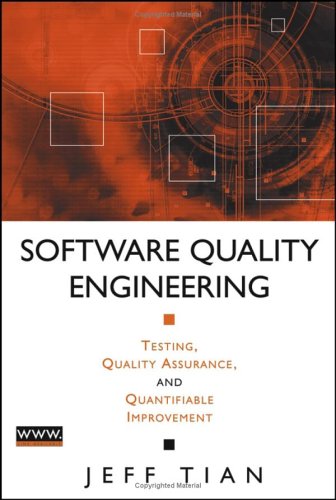 SOFTWARE QUALITY
ENGINEERING
TESTING,
QUALITY ASSURANCE,
AND
QUANTIFIABLE
IMPROVEMENT
WWW.
JEFF TIAN